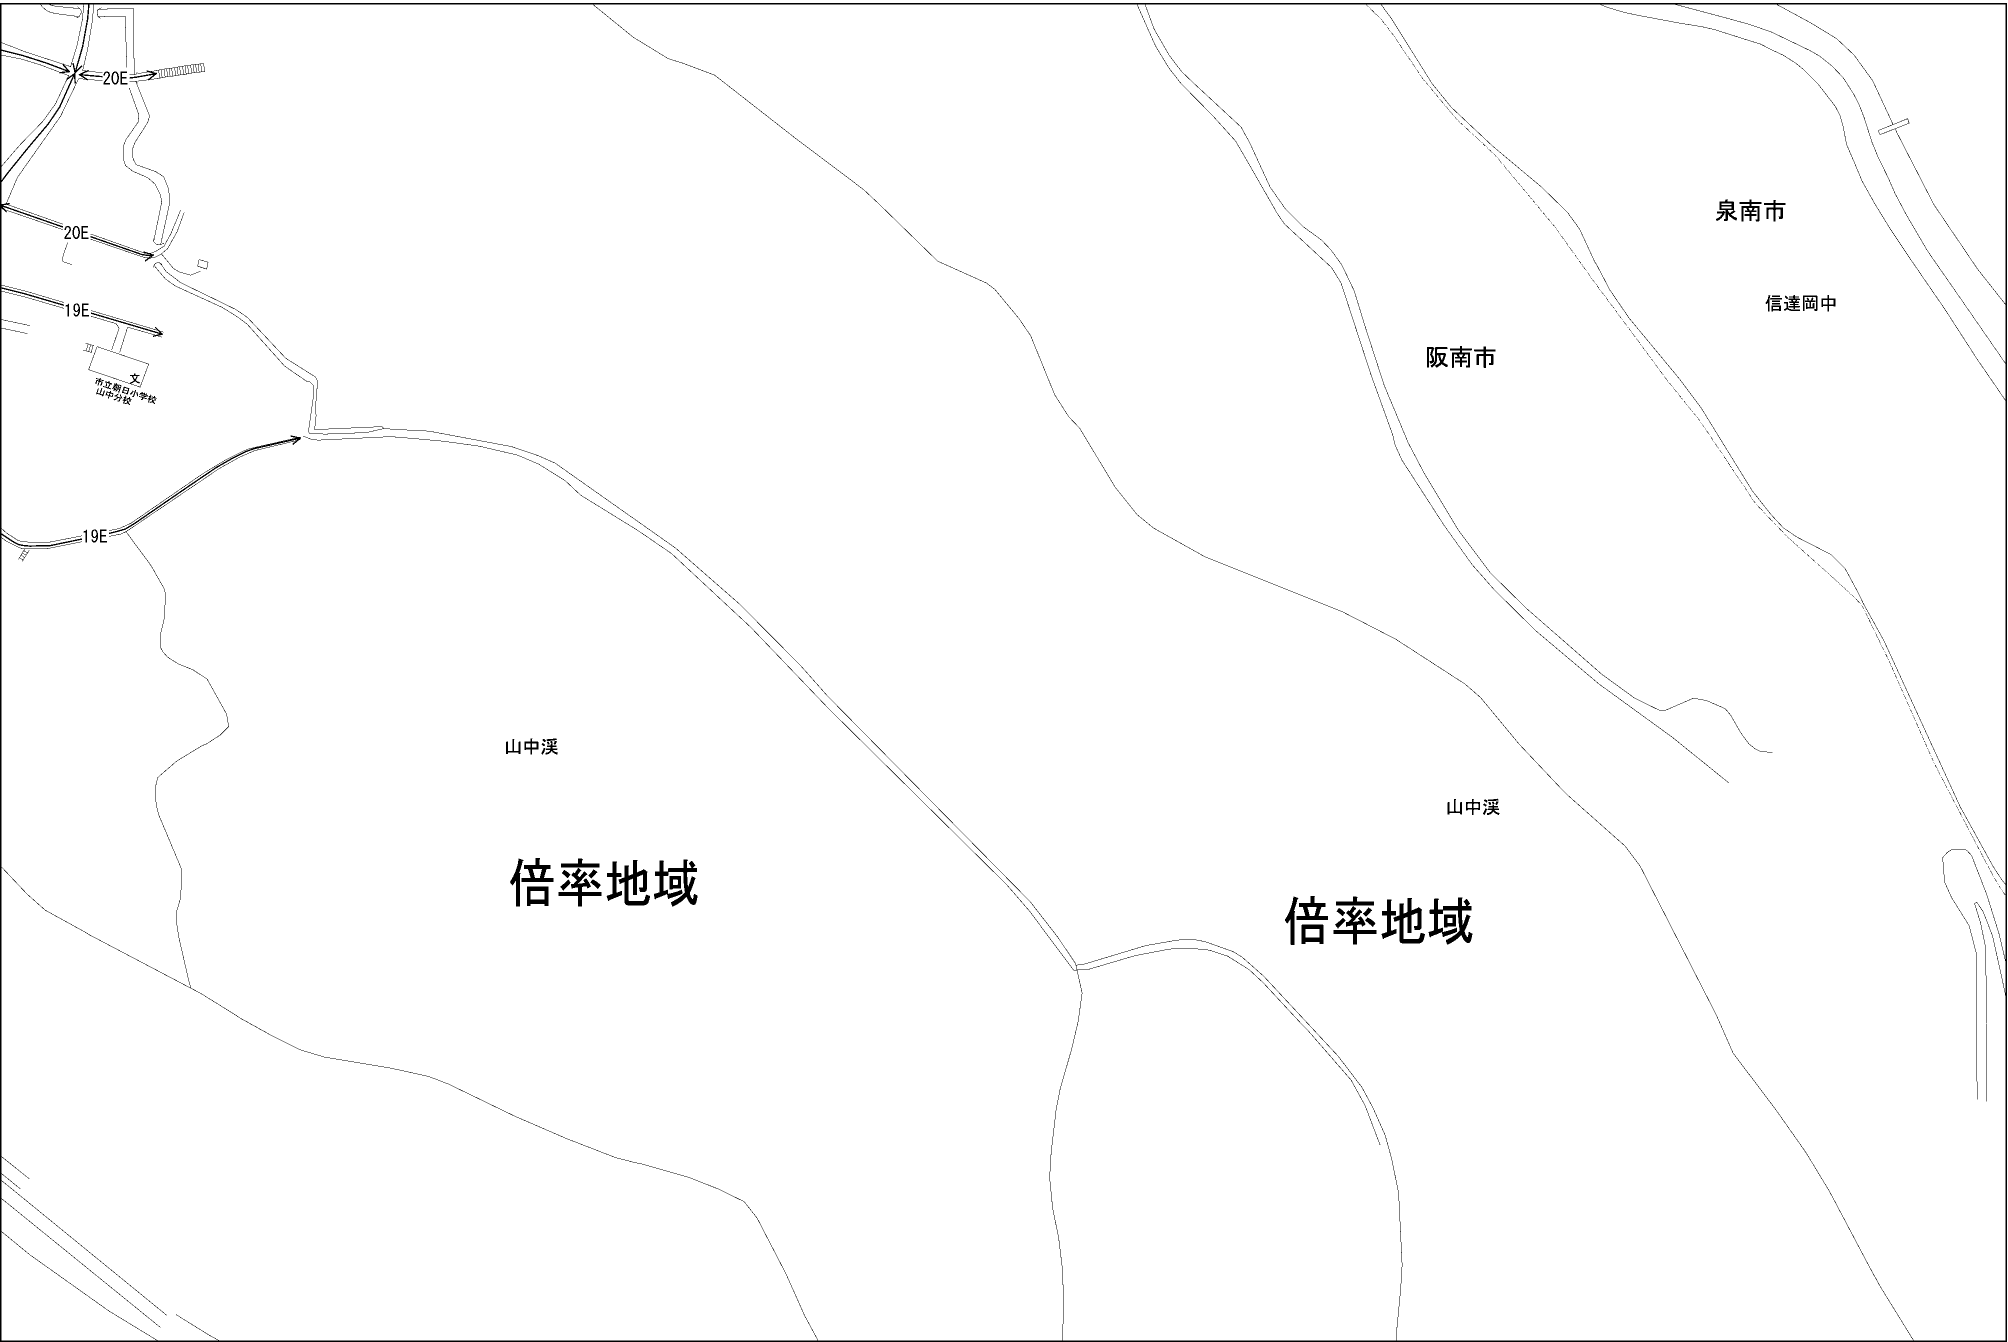 20E
泉南市
20E
信達岡中
19E
阪南市
文
市立朝日小学校
山中分校
19E
山中渓
山中渓
倍率地域
倍率地域